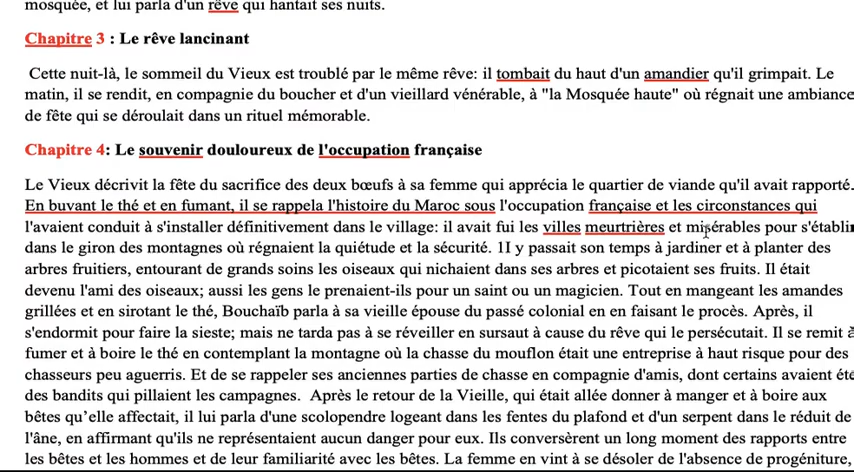 mosquée, et lui parla d'un rêve qui hantait ses nuits.
Chapitre 3 : Le rêve lancinant
Cette nuit-là, le sommeil du Vieux est troublé par le même rêve: il tombait du haut d'un amandier qu'il grimpait. Le
matin, il se rendit, en compagnie du boucher et d'un vieillard vénérable, à "la Mosquée haute" où régnait une ambiance
de fête qui se déroulait dans un rituel mémorable.
Chapitre 4: Le souvenir douloureux de l'occupation française
Le Vieux décrivit la fête du sacrifice des deux bœufs à sa femme qui apprécia le quartier de viande qu'il avait rapporté.
En buvant le thé et en fumant, il se rappela l'histoire du Maroc sous l'occupation française et les circonstances qui
l'avaient conduit à s'installer définitivement dans le village: il avait fui les villes meurtrières et misérables pour s'établir
dans le giron des montagnes où régnaient la quiétude et la sécurité. 1I y passait son temps à jardiner et à planter des
arbres fruitiers, entourant de grands soins les oiseaux qui nichaient dans ses arbres et picotaient ses fruits. Il était
devenu l'ami des oiseaux; aussi les gens le prenaient-ils pour un saint ou un magicien. Tout en mangeant les amandes
grillées et en sirotant le thé, Bouchaïb parla à sa vieille épouse du passé colonial en en faisant le procès. Après, il
s'endormit pour faire la sieste; mais ne tarda pas à se réveiller en sursaut à cause du rêve qui le persécutait. Il se remit à
fumer et à boire le thé en contemplant la montagne où la chasse du mouflon était une entreprise à haut risque pour des
chasseurs peu aguerris. Et de se rappeler ses anciennes parties de chasse en compagnie d'amis, dont certains avaient été
des bandits qui pillaient les campagnes. Après le retour de la Vieille, qui était allée donner à manger et à boire aux
bêtes qu’elle affectait, il lui parla d'une scolopendre logeant dans les fentes du plafond et d'un serpent dans le réduit de
l'âne, en affirmant qu'ils ne représentaient aucun danger pour eux. Ils conversèrent un long moment des rapports entre
les bêtes et les hommes et de leur familiarité avec les bêtes. La femme en vint à se désoler de l'absence de progéniture,